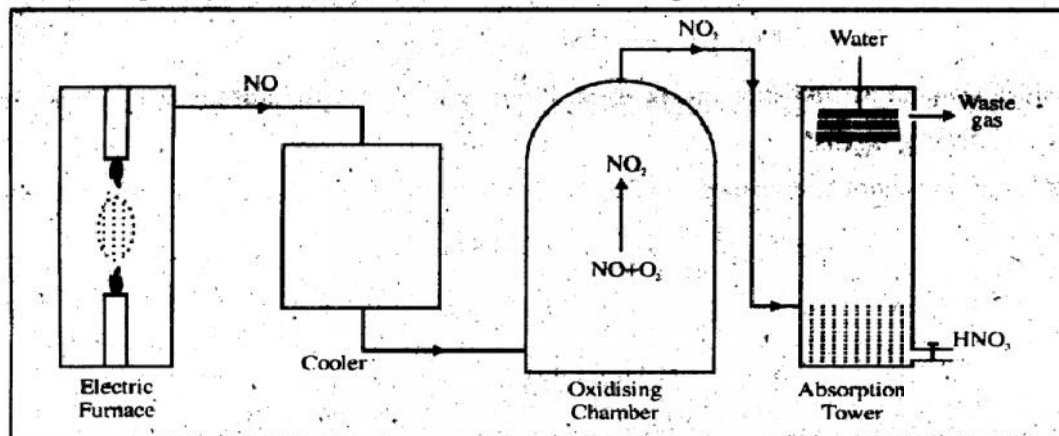 NO
NO₂
Water
Waste
gas
NO₂
NO+O₂
HNO₃
Cooler
Electric
Furnace
Oxidising
Chamber
Absorption
Tower